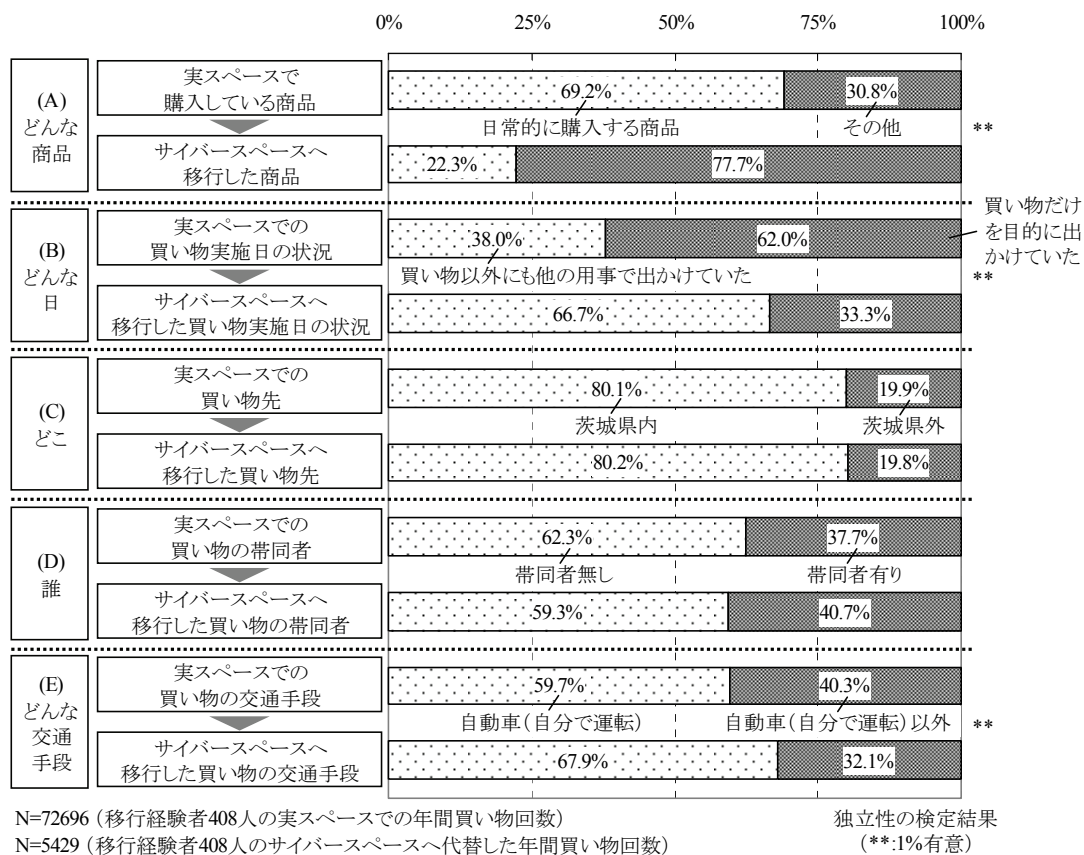 0%
25%
50%
75%
100%
(A)
どんな
商品
実スペースで
購入している商品
69.2%
30.8%
日常的に購入する商品
その他
**
サイバースペースへ
移行した商品
22.3%
77.7%
(B)
どんな
日
実スペースでの
買い物実施日の状況
38.0%
62.0%
買い物だけ
を目的に出
かけていた
買い物以外にも他の用事で出かけていた
**
サイバースペースへ
移行した買い物実施日の状況
66.7%
33.3%
(C)
どこ
実スペースでの
買い物先
80.1%
19.9%
茨城県内
茨城県外
サイバースペースへ
移行した買い物先
80.2%
19.8%
(D)
誰
実スペースでの
買い物の帯同者
62.3%
37.7%
帯同者無し
帯同者有り
サイバースペースへ
移行した買い物の帯同者
59.3%
40.7%
(E)
どんな
交通
手段
実スペースでの
買い物の交通手段
59.7%
40.3%
自動車(自分で運転)
自動車(自分で運転)以外
**
サイバースペースへ
移行した買い物の交通手段
67.9%
32.1%
N=72696 (移行経験者408人の実スペースでの年間買い物回数)
N=5429 (移行経験者408人のサイバースペースへ代替した年間買い物回数)
独立性の検定結果
(**:1%有意)